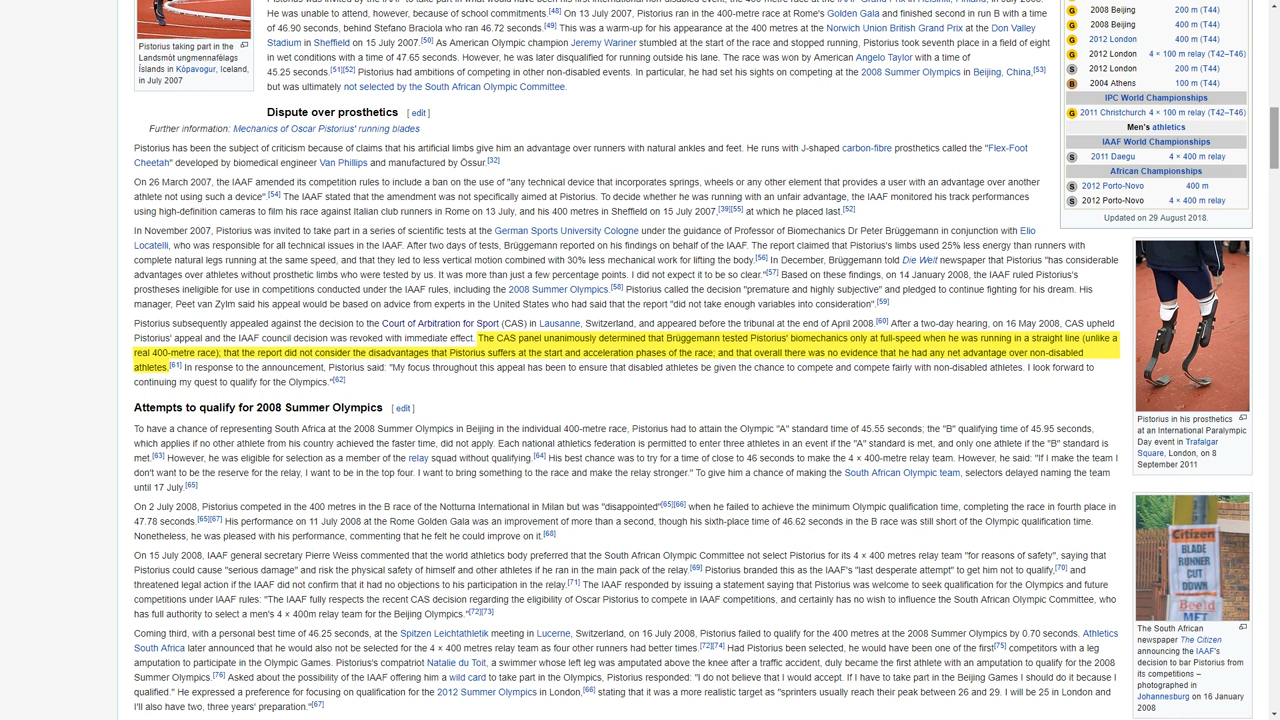 Pistorius was invited by the IAAF to take part in what would have been his first international non-disabled event, the 400-metre race at the IAAF Grand Prix in Helsinki, Finland, in July 2005.
He was unable to attend, however, because of school commitments.[48] On 13 July 2007, Pistorius ran in the 400-metre race at Rome's Golden Gala and finished second in run B with a time
of 46.90 seconds, behind Stefano Braciola who ran 46.72 seconds.[49] This was a warm-up for his appearance at the 400 metres at the Norwich Union British Grand Prix at the Don Valley
Stadium in Sheffield on 15 July 2007.[50] As American Olympic champion Jeremy Wariner stumbled at the start of the race and stopped running, Pistorius took seventh place in a field of eight
in wet conditions with a time of 47.65 seconds. However, he was later disqualified for running outside his lane. The race was won by American Angelo Taylor with a time of
45.25 seconds.[51][52] Pistorius had ambitions of competing in other non-disabled events. In particular, he had set his sights on competing at the 2008 Summer Olympics in Beijing, China,[53]
but was ultimately not selected by the South African Olympic Committee.
Pistorius taking part in the
Landsmót ungmennafélags
Íslands in Kópavogur, Iceland,
in July 2007
Dispute over prosthetics [ edit ]
Further information: Mechanics of Oscar Pistorius' running blades
Pistorius has been the subject of criticism because of claims that his artificial limbs give him an advantage over runners with natural ankles and feet. He runs with J-shaped carbon-fibre prosthetics called the "Flex-Foot
Cheetah" developed by biomedical engineer Van Phillips and manufactured by Össur.[32]
On 26 March 2007, the IAAF amended its competition rules to include a ban on the use of "any technical device that incorporates springs, wheels or any other element that provides a user with an advantage over another
athlete not using such a device".[54] The IAAF stated that the amendment was not specifically aimed at Pistorius. To decide whether he was running with an unfair advantage, the IAAF monitored his track performances
using high-definition cameras to film his race against Italian club runners in Rome on 13 July, and his 400 metres in Sheffield on 15 July 2007,[39][55] at which he placed last.[52]
In November 2007, Pistorius was invited to take part in a series of scientific tests at the German Sports University Cologne under the guidance of Professor of Biomechanics Dr Peter Brüggemann in conjunction with Elio
Locatelli, who was responsible for all technical issues in the IAAF. After two days of tests, Brüggemann reported on his findings on behalf of the IAAF. The report claimed that Pistorius's limbs used 25% less energy than runners with
complete natural legs running at the same speed, and that they led to less vertical motion combined with 30% less mechanical work for lifting the body.[56] In December, Brüggemann told Die Welt newspaper that Pistorius "has considerable
advantages over athletes without prosthetic limbs who were tested by us. It was more than just a few percentage points. I did not expect it to be so clear."[57] Based on these findings, on 14 January 2008, the IAAF ruled Pistorius's
prostheses ineligible for use in competitions conducted under the IAAF rules, including the 2008 Summer Olympics.[58] Pistorius called the decision "premature and highly subjective" and pledged to continue fighting for his dream. His
manager, Peet van Zylm said his appeal would be based on advice from experts in the United States who had said that the report "did not take enough variables into consideration".[59]
Pistorius subsequently appealed against the decision to the Court of Arbitration for Sport (CAS) in Lausanne, Switzerland, and appeared before the tribunal at the end of April 2008.[60] After a two-day hearing, on 16 May 2008, CAS upheld
Pistorius' appeal and the IAAF council decision was revoked with immediate effect. The CAS panel unanimously determined that Brüggemann tested Pistorius' biomechanics only at full-speed when he was running in a straight line (unlike a
real 400-metre race); that the report did not consider the disadvantages that Pistorius suffers at the start and acceleration phases of the race; and that overall there was no evidence that he had any net advantage over non-disabled
athletes.[61] In response to the announcement, Pistorius said: "My focus throughout this appeal has been to ensure that disabled athletes be given the chance to compete and compete fairly with non-disabled athletes. I look forward to
continuing my quest to qualify for the Olympics."[62]
Attempts to qualify for 2008 Summer Olympics [ edit ]
To have a chance of representing South Africa at the 2008 Summer Olympics in Beijing in the individual 400-metre race, Pistorius had to attain the Olympic "A" standard time of 45.55 seconds; the "B" qualifying time of 45.95 seconds,
which applies if no other athlete from his country achieved the faster time, did not apply. Each national athletics federation is permitted to enter three athletes in an event if the "A" standard is met, and only one athlete if the "B" standard is
met.[63] However, he was eligible for selection as a member of the relay squad without qualifying.[64] His best chance was to try for a time of close to 46 seconds to make the 4 × 400-metre relay team. However, he said: "If I make the team I
don't want to be the reserve for the relay, I want to be in the top four. I want to bring something to the race and make the relay stronger." To give him a chance of making the South African Olympic team, selectors delayed naming the team
until 17 July.[65]
On 2 July 2008, Pistorius competed in the 400 metres in the B race of the Notturna International in Milan but was "disappointed"[65][66] when he failed to achieve the minimum Olympic qualification time, completing the race in fourth place in
47.78 seconds.[65][67] His performance on 11 July 2008 at the Rome Golden Gala was an improvement of more than a second, though his sixth-place time of 46.62 seconds in the B race was still short of the Olympic qualification time.
Nonetheless, he was pleased with his performance, commenting that he felt he could improve on it.[68]
On 15 July 2008, IAAF general secretary Pierre Weiss commented that the world athletics body preferred that the South African Olympic Committee not select Pistorius for its 4 × 400 metres relay team "for reasons of safety", saying that
Pistorius could cause "serious damage" and risk the physical safety of himself and other athletes if he ran in the main pack of the relay.[69] Pistorius branded this as the IAAF's "last desperate attempt" to get him not to qualify,[70] and
threatened legal action if the IAAF did not confirm that it had no objections to his participation in the relay.[71] The IAAF responded by issuing a statement saying that Pistorius was welcome to seek qualification for the Olympics and future
competitions under IAAF rules: "The IAAF fully respects the recent CAS decision regarding the eligibility of Oscar Pistorius to compete in IAAF competitions, and certainly has no wish to influence the South African Olympic Committee, who
has full authority to select a men's 4 × 400m relay team for the Beijing Olympics."[72][73]
Coming third, with a personal best time of 46.25 seconds, at the Spitzen Leichtathletik meeting in Lucerne, Switzerland, on 16 July 2008, Pistorius failed to qualify for the 400 metres at the 2008 Summer Olympics by 0.70 seconds. Athletics
South Africa later announced that he would also not be selected for the 4 × 400 metres relay team as four other runners had better times.[72][74] Had Pistorius been selected, he would have been one of the first[75] competitors with a leg
amputation to participate in the Olympic Games. Pistorius's compatriot Natalie du Toit, a swimmer whose left leg was amputated above the knee after a traffic accident, duly became the first athlete with an amputation to qualify for the 2008
Summer Olympics.[76] Asked about the possibility of the IAAF offering him a wild card to take part in the Olympics, Pistorius responded: "I do not believe that I would accept. If I have to take part in the Beijing Games I should do it because I
qualified." He expressed a preference for focusing on qualification for the 2012 Summer Olympics in London,[66] stating that it was a more realistic target as "sprinters usually reach their peak between 26 and 29. I will be 25 in London and
I'll also have two, three years' preparation."[67]
G 2008 Beijing 200 m (T44)
G 2008 Beijing 400 m (T44)
G 2012 London 400 m (T44)
G 2012 London 4 × 100 m relay (T42–T46)
S 2012 London 200 m (T44)
B 2004 Athens 100 m (T44)
IPC World Championships
G 2011 Christchurch 4 × 100 m relay (T42–T46)
Men's athletics
IAAF World Championships
S 2011 Daegu 4 × 400 m relay
African Championships
S 2012 Porto-Novo 400 m
S 2012 Porto-Novo 4 × 400 m relay
Updated on 29 August 2018.
Pistorius in his prosthetics
at an International Paralympic
Day event in Trafalgar
Square, London, on 8
September 2011
Citizen
BLADE
RUNNER
CUT
DOWN
Beeld
MET
The South African
newspaper The Citizen
announcing the IAAF's
decision to bar Pistorius from
its competitions –
photographed in
Johannesburg on 16 January
2008